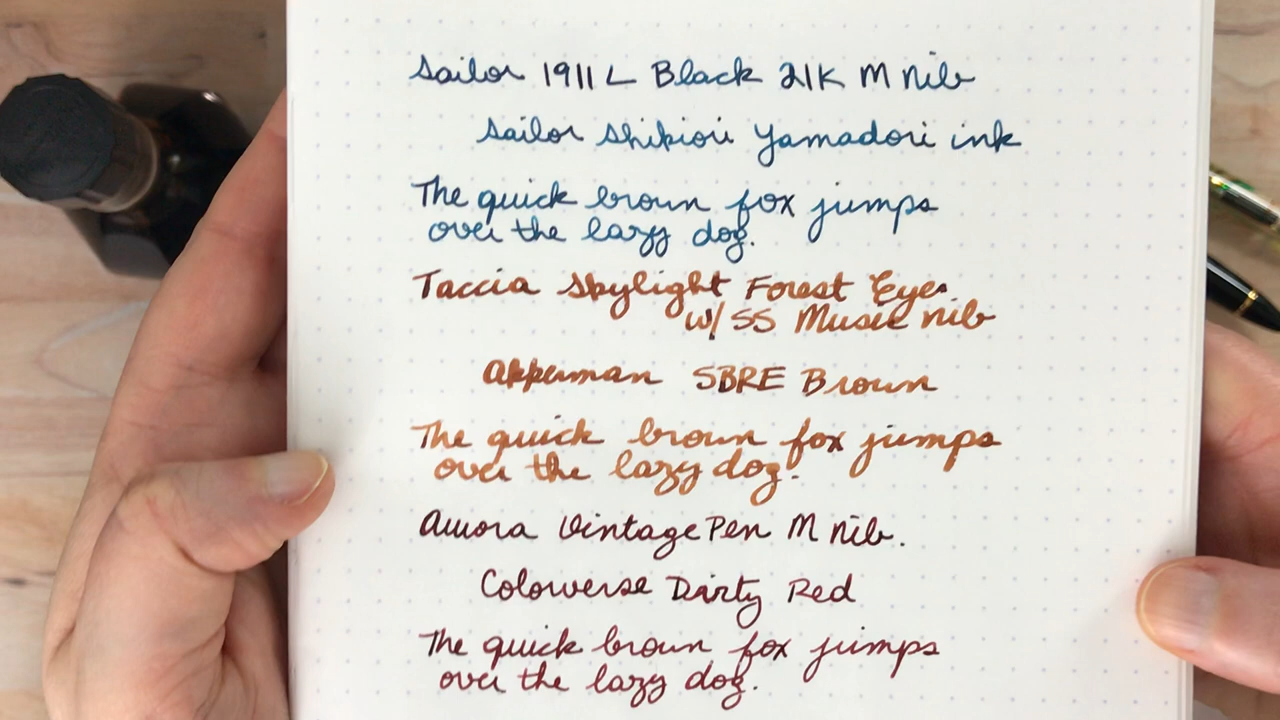 Sailor 1911 L Black 21K M nib
Sailor Shikiori Yamadori ink
The quick brown fox jumps
over the lazy dog.
Taccia Skylight Forest Eyes
w/ SS Music nib
Akkerman SBRE Brown
The quick brown fox jumps
over the lazy dog.
Aurora Vintage Pen M nib.
Colorverse Dirty Red
The quick brown fox jumps
over the lazy dog.